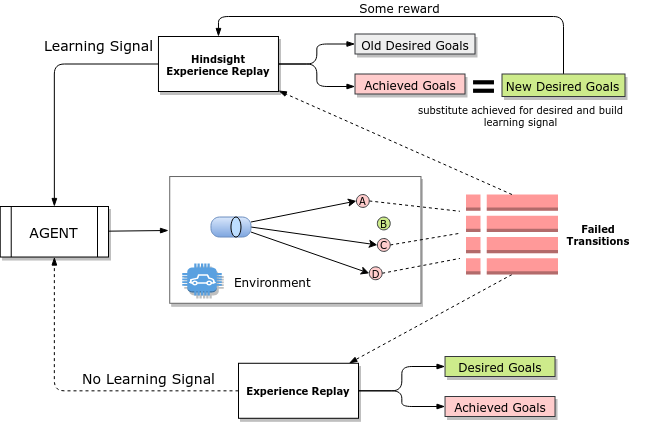 Some reward
Learning Signal
Hindsight
Experience Replay
Old Desired Goals
Achieved Goals
New Desired Goals
substitute achieved for desired and build
learning signal
AGENT
A
B
C
D
Environment
Failed
Transitions
No Learning Signal
Experience Replay
Desired Goals
Achieved Goals